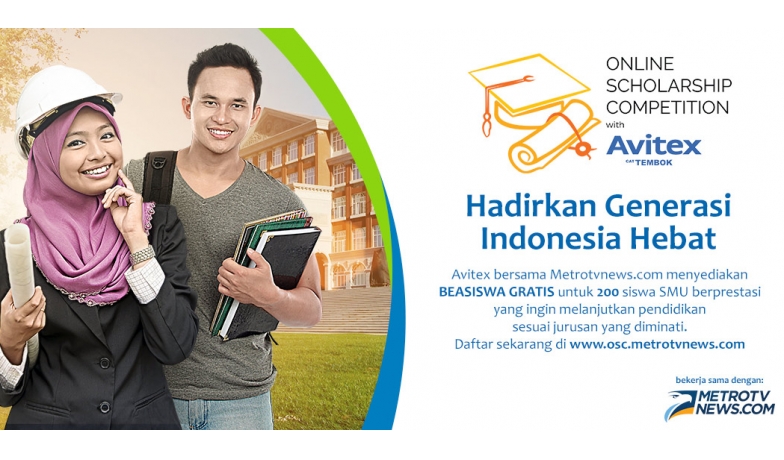 ONLINE
SCHOLARSHIP
COMPETITION
with
Avitex
CAT TEMBOK
Hadirkan Generasi
Indonesia Hebat
Avitex bersama Metrotvnews.com menyediakan
BEASISWA GRATIS untuk 200 siswa SMU berprestasi
yang ingin melanjutkan pendidikan
sesuai jurusan yang diminati.
Daftar sekarang di www.osc.metrotvnews.com
bekerja sama dengan:
METROTV
NEWS.COM